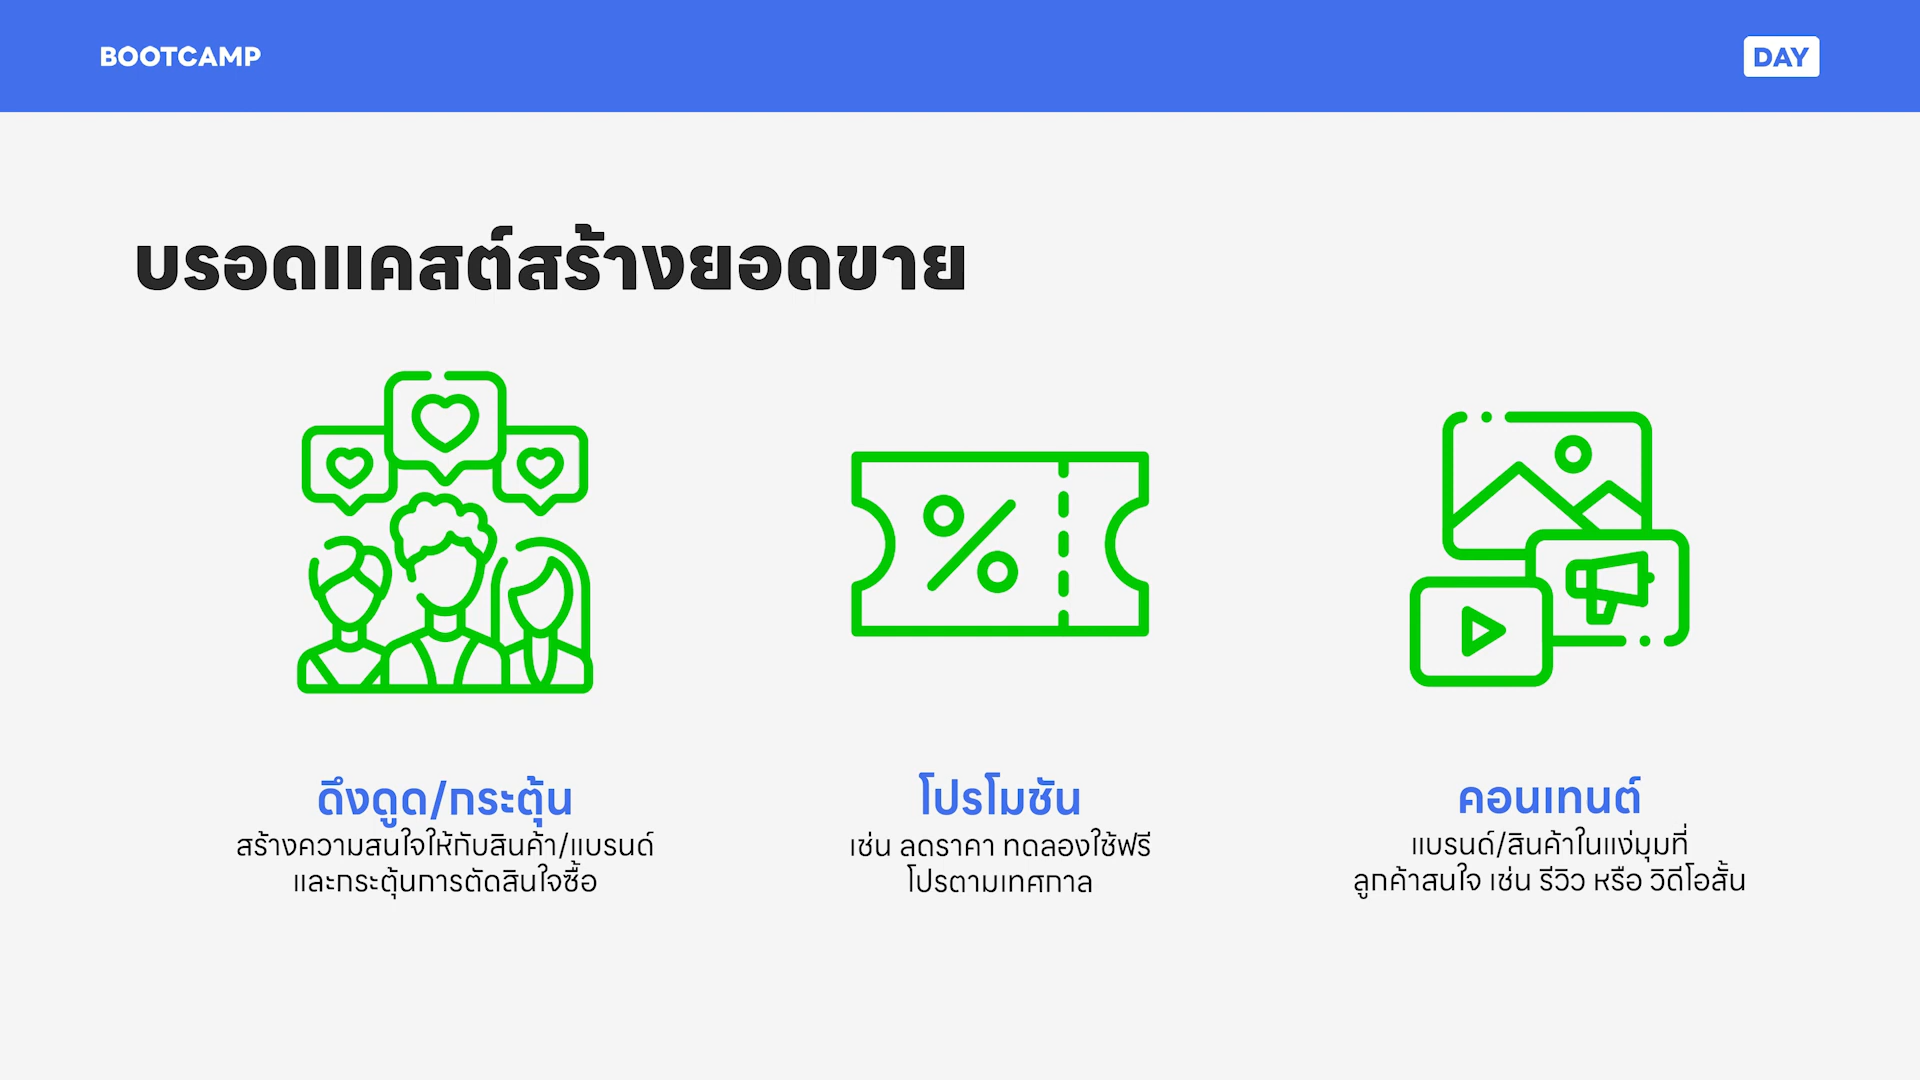 BOOTCAMP
DAY
บรอดแคสต์สร้างยอดขาย
ดึงดูด/กระตุ้น
สร้างความสนใจให้กับสินค้า/แบรนด์
และกระตุ้นการตัดสินใจซื้อ
โปรโมชัน
เช่น ลดราคา ทดลองใช้ฟรี
โปรตามเทศกาล
คอนเทนต์
แบรนด์/สินค้าในแง่มุมที่
ลูกค้าสนใจ เช่น รีวิว หรือ วิดีโอสั้น